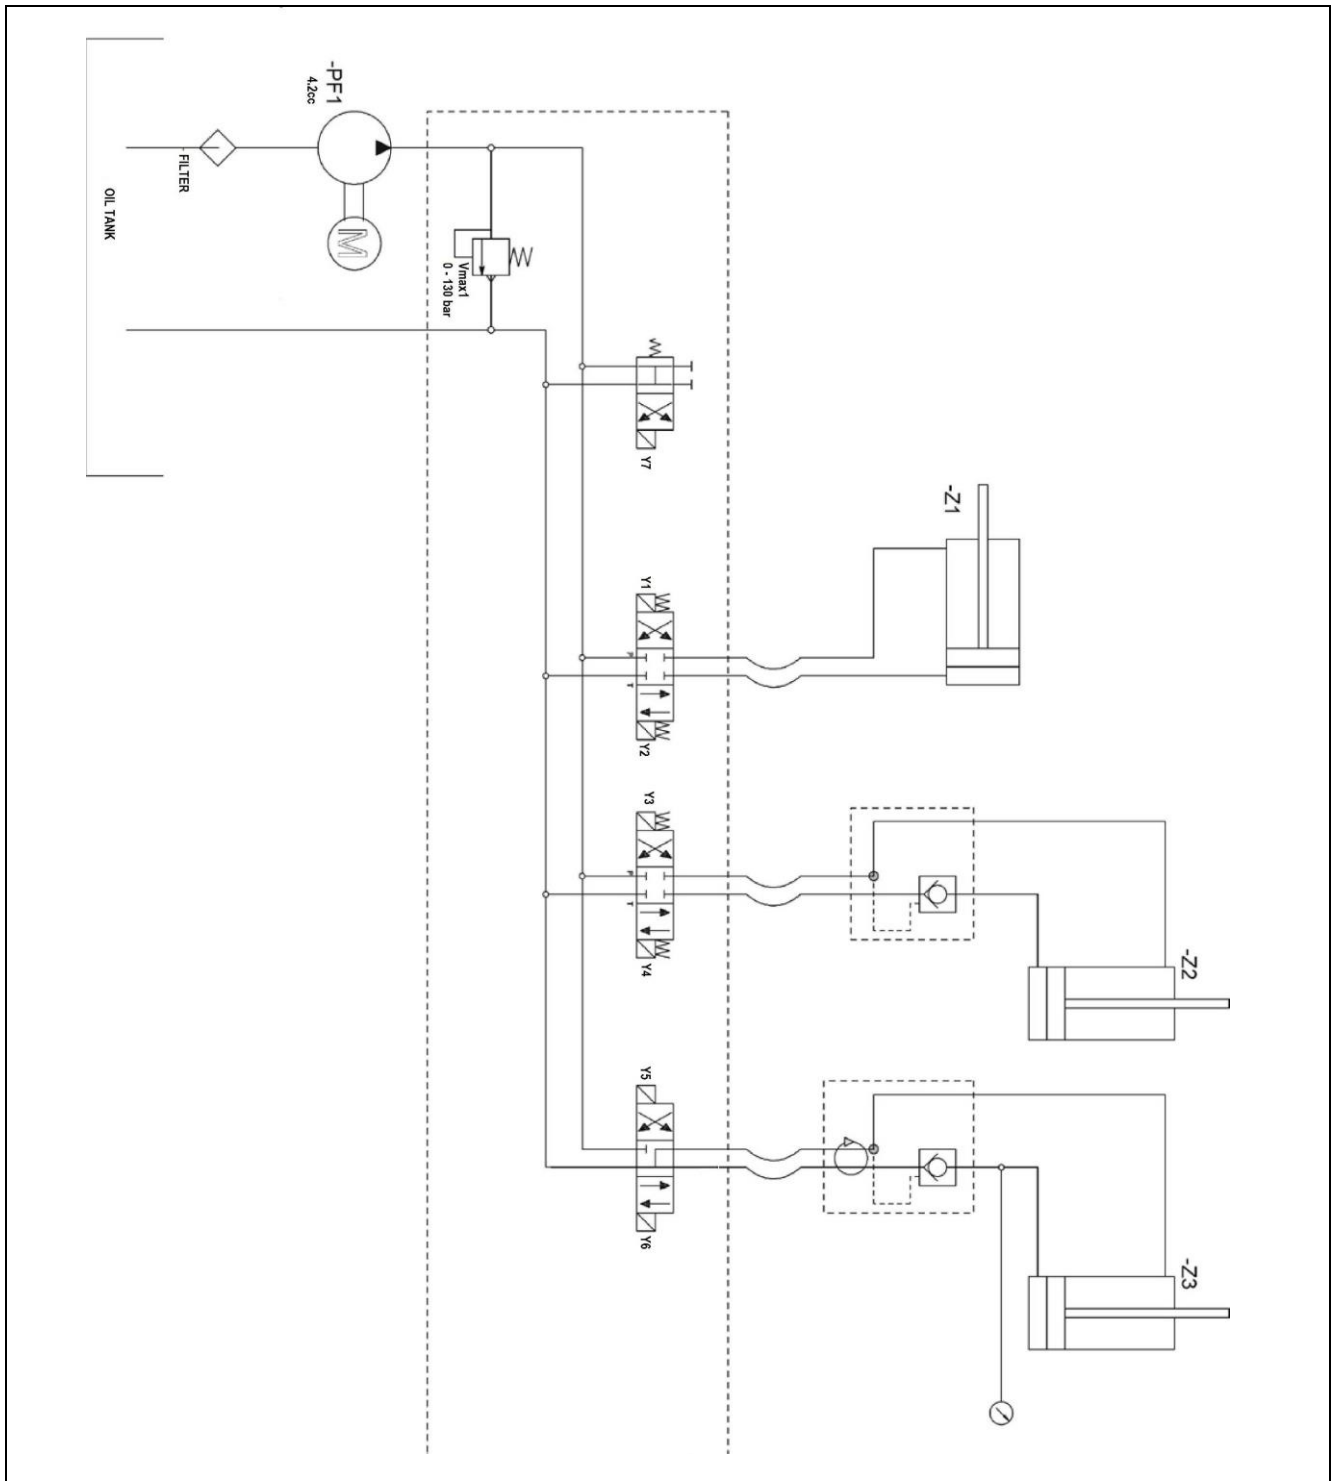 -PF1
4.2cc
FILTER
OIL TANK
M
Vmax1
0 - 130 bar
Y7
-Z1
Y1
P
T
Y2
Y3
P
T
Y4
-Z2
Y5
Y6
-Z3